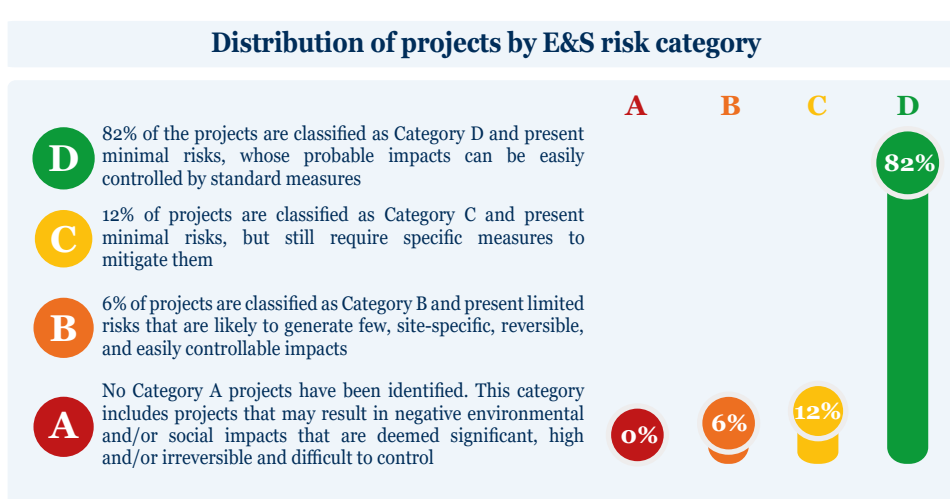 Distribution of projects by E&S risk category
A B C D
D
82% of the projects are classified as Category D and present
minimal risks, whose probable impacts can be easily
controlled by standard measures
82%
C
12% of projects are classified as Category C and present
minimal risks, but still require specific measures to
mitigate them
B
6% of projects are classified as Category B and present limited
risks that are likely to generate few, site-specific, reversible,
and easily controllable impacts
A
No Category A projects have been identified. This category
includes projects that may result in negative environmental
and/or social impacts that are deemed significant, high
and/or irreversible and difficult to control
0%
6%
12%